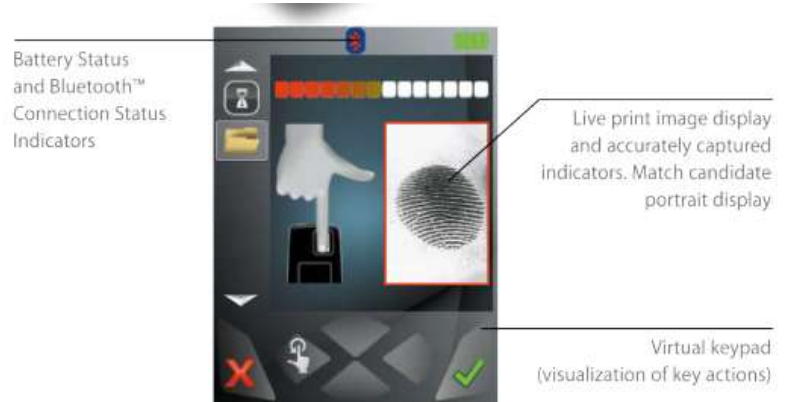 Battery Status
and Bluetooth™
Connection Status
Indicators
Live print image display
and accurately captured
indicators. Match candidate
portrait display
Virtual keypad
(visualization of key actions)